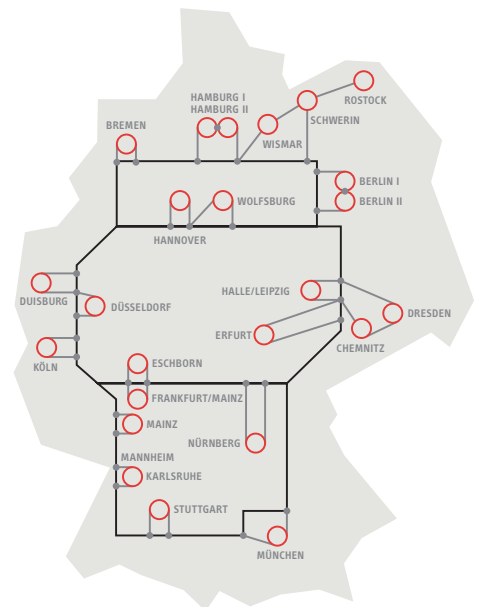 HAMBURG I
HAMBURG II
ROSTOCK
SCHWERIN
BREMEN
WISMAR
BERLIN I
BERLIN II
WOLFSBURG
HANNOVER
HALLE/LEIPZIG
DUISBURG
DÜSSELDORF
DRESDEN
ERFURT
CHEMNITZ
KÖLN
ESCHBORN
FRANKFURT/MAINZ
MAINZ
NÜRNBERG
MANNHEIM
KARLSRUHE
STUTTGART
MÜNCHEN